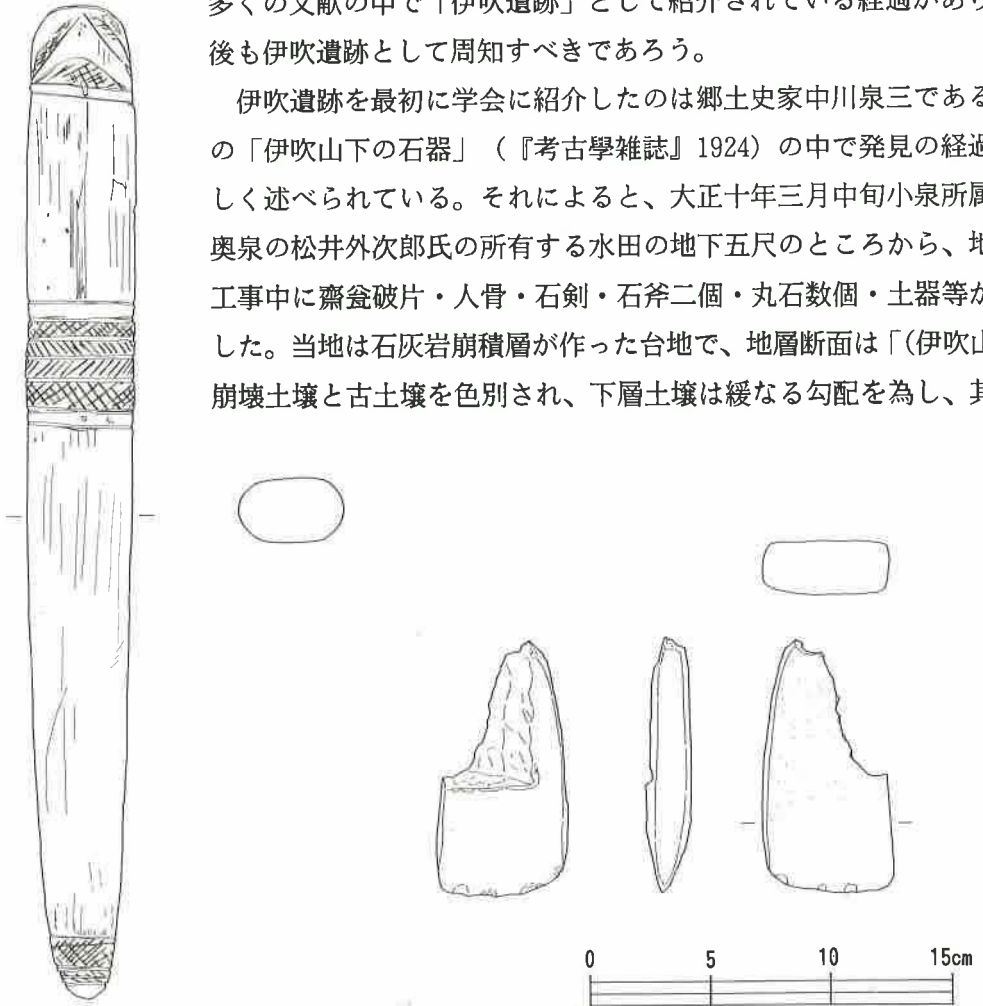 多くの文献の中で「伊吹遺跡」として紹介されている経過があり
後も伊吹遺跡として周知すべきであろう。
伊吹遺跡を最初に学会に紹介したのは郷土史家中川泉三である
の「伊吹山下の石器」（『考古學雑誌』1924）の中で発見の経過
しく述べられている。それによると、大正十年三月中旬小泉所属
奥泉の松井外次郎氏の所有する水田の地下五尺のところから、地
工事中に齋瓮破片・人骨・石剣・石斧二個・丸石数個・土器等が
した。当地は石灰岩崩積層が作った台地で、地層断面は「(伊吹山
崩壊土壌と古土壌を色別され、下層土壌は緩なる勾配を為し、其
0 5 10 15cm